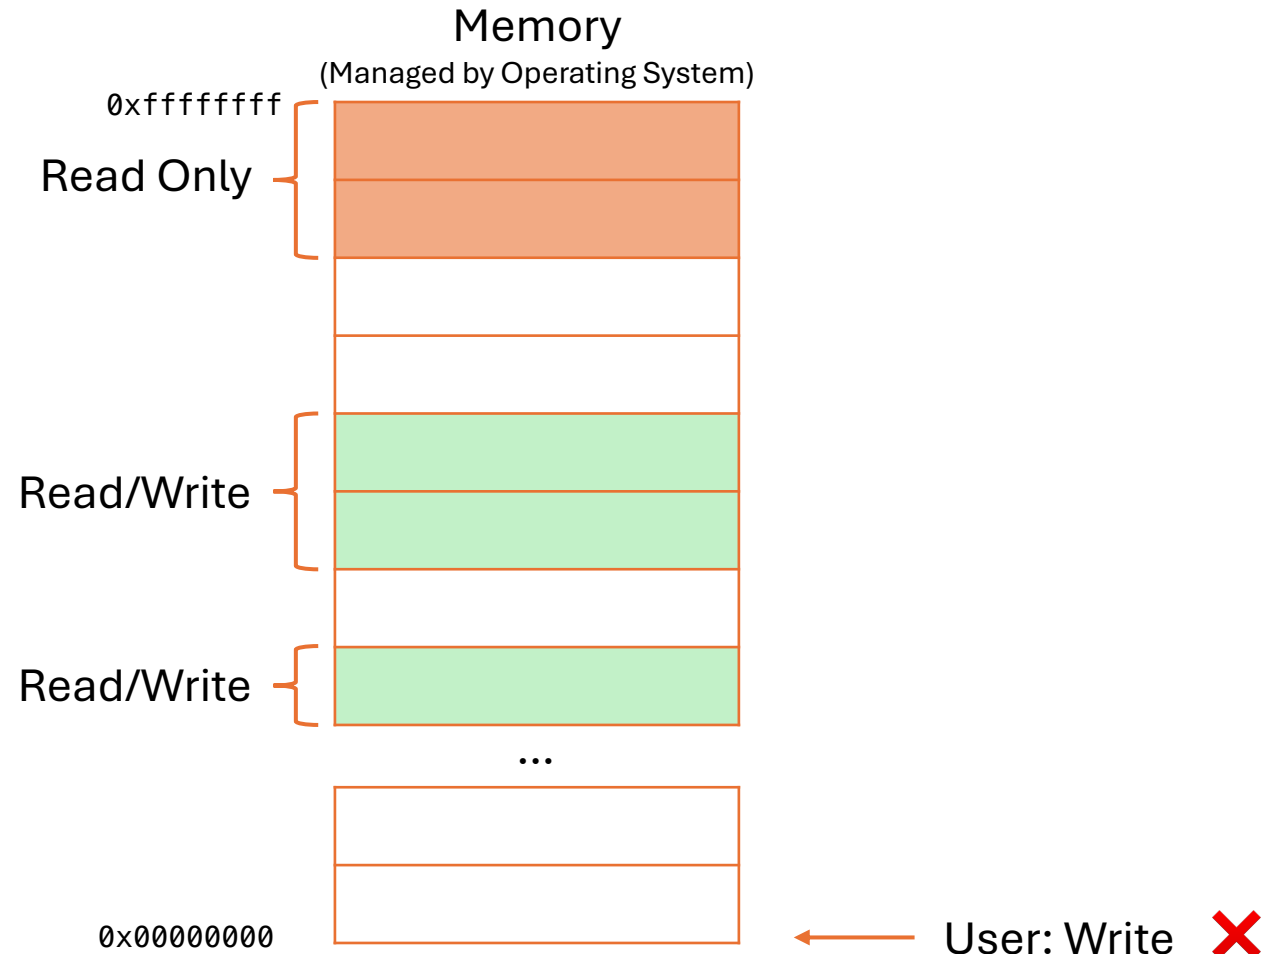 Memory
(Managed by Operating System)
0xffffffff
Read Only
Read/Write
Read/Write
...
0x00000000
User: Write